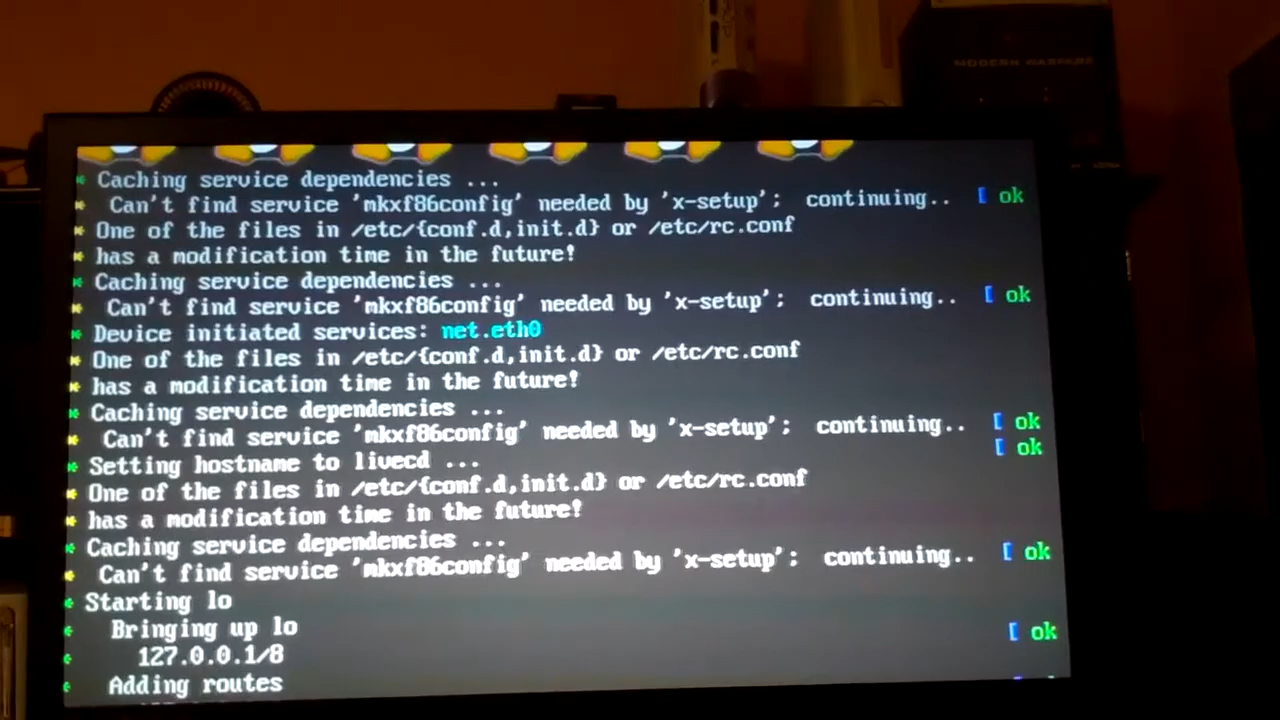 MODERN WARFARE
* Caching service dependencies ...
* Can't find service 'mkxf86config' needed by 'x-setup';  continuing.. [ ok
* One of the files in /etc/{conf.d,init.d} or /etc/rc.conf
* has a modification time in the future!
* Caching service dependencies ...
* Can't find service 'mkxf86config' needed by 'x-setup';  continuing.. [ ok
* Device initiated services: net.eth0
* One of the files in /etc/{conf.d,init.d} or /etc/rc.conf
* has a modification time in the future!
* Caching service dependencies ...
* Can't find service 'mkxf86config' needed by 'x-setup';  continuing.. [ ok
* Setting hostname to livecd ... [ ok
* One of the files in /etc/{conf.d,init.d} or /etc/rc.conf
* has a modification time in the future!
* Caching service dependencies ...
* Can't find service 'mkxf86config' needed by 'x-setup';  continuing.. [ ok
* Starting lo
* Bringing up lo
* 127.0.0.1/8 [ ok
* Adding routes